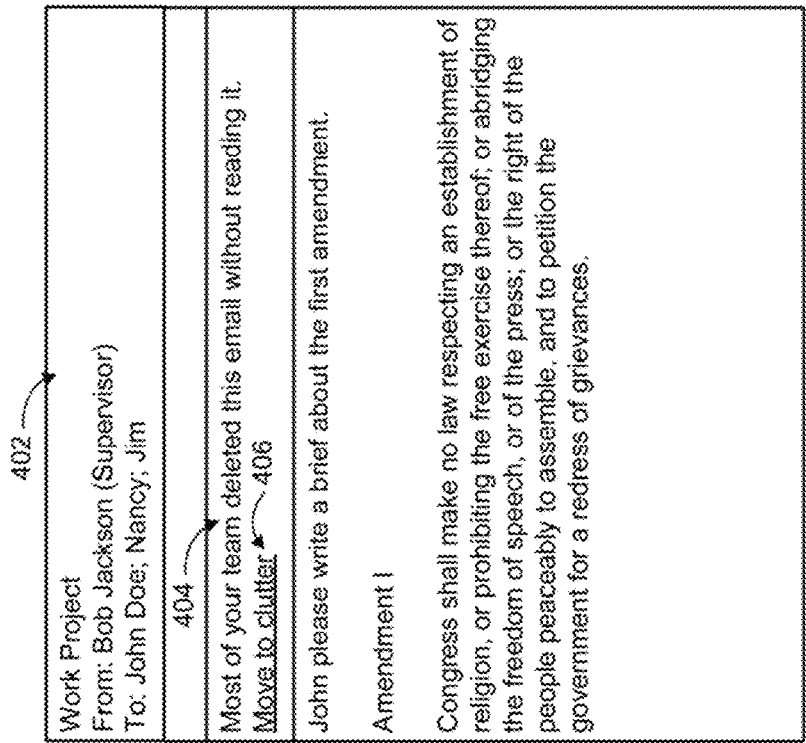 402
Work Project
From: Bob Jackson (Supervisor)
To: John Doe; Nancy; Jim
404
Most of your team deleted this email without reading it.
Move to clutter
406
John please write a brief about the first amendment.
Amendment I
Congress shall make no law respecting an establishment of
religion, or prohibiting the free exercise thereof; or abridging
the freedom of speech, or of the press; or the right of the
people peaceably to assemble, and to petition the
government for a redress of grievances.